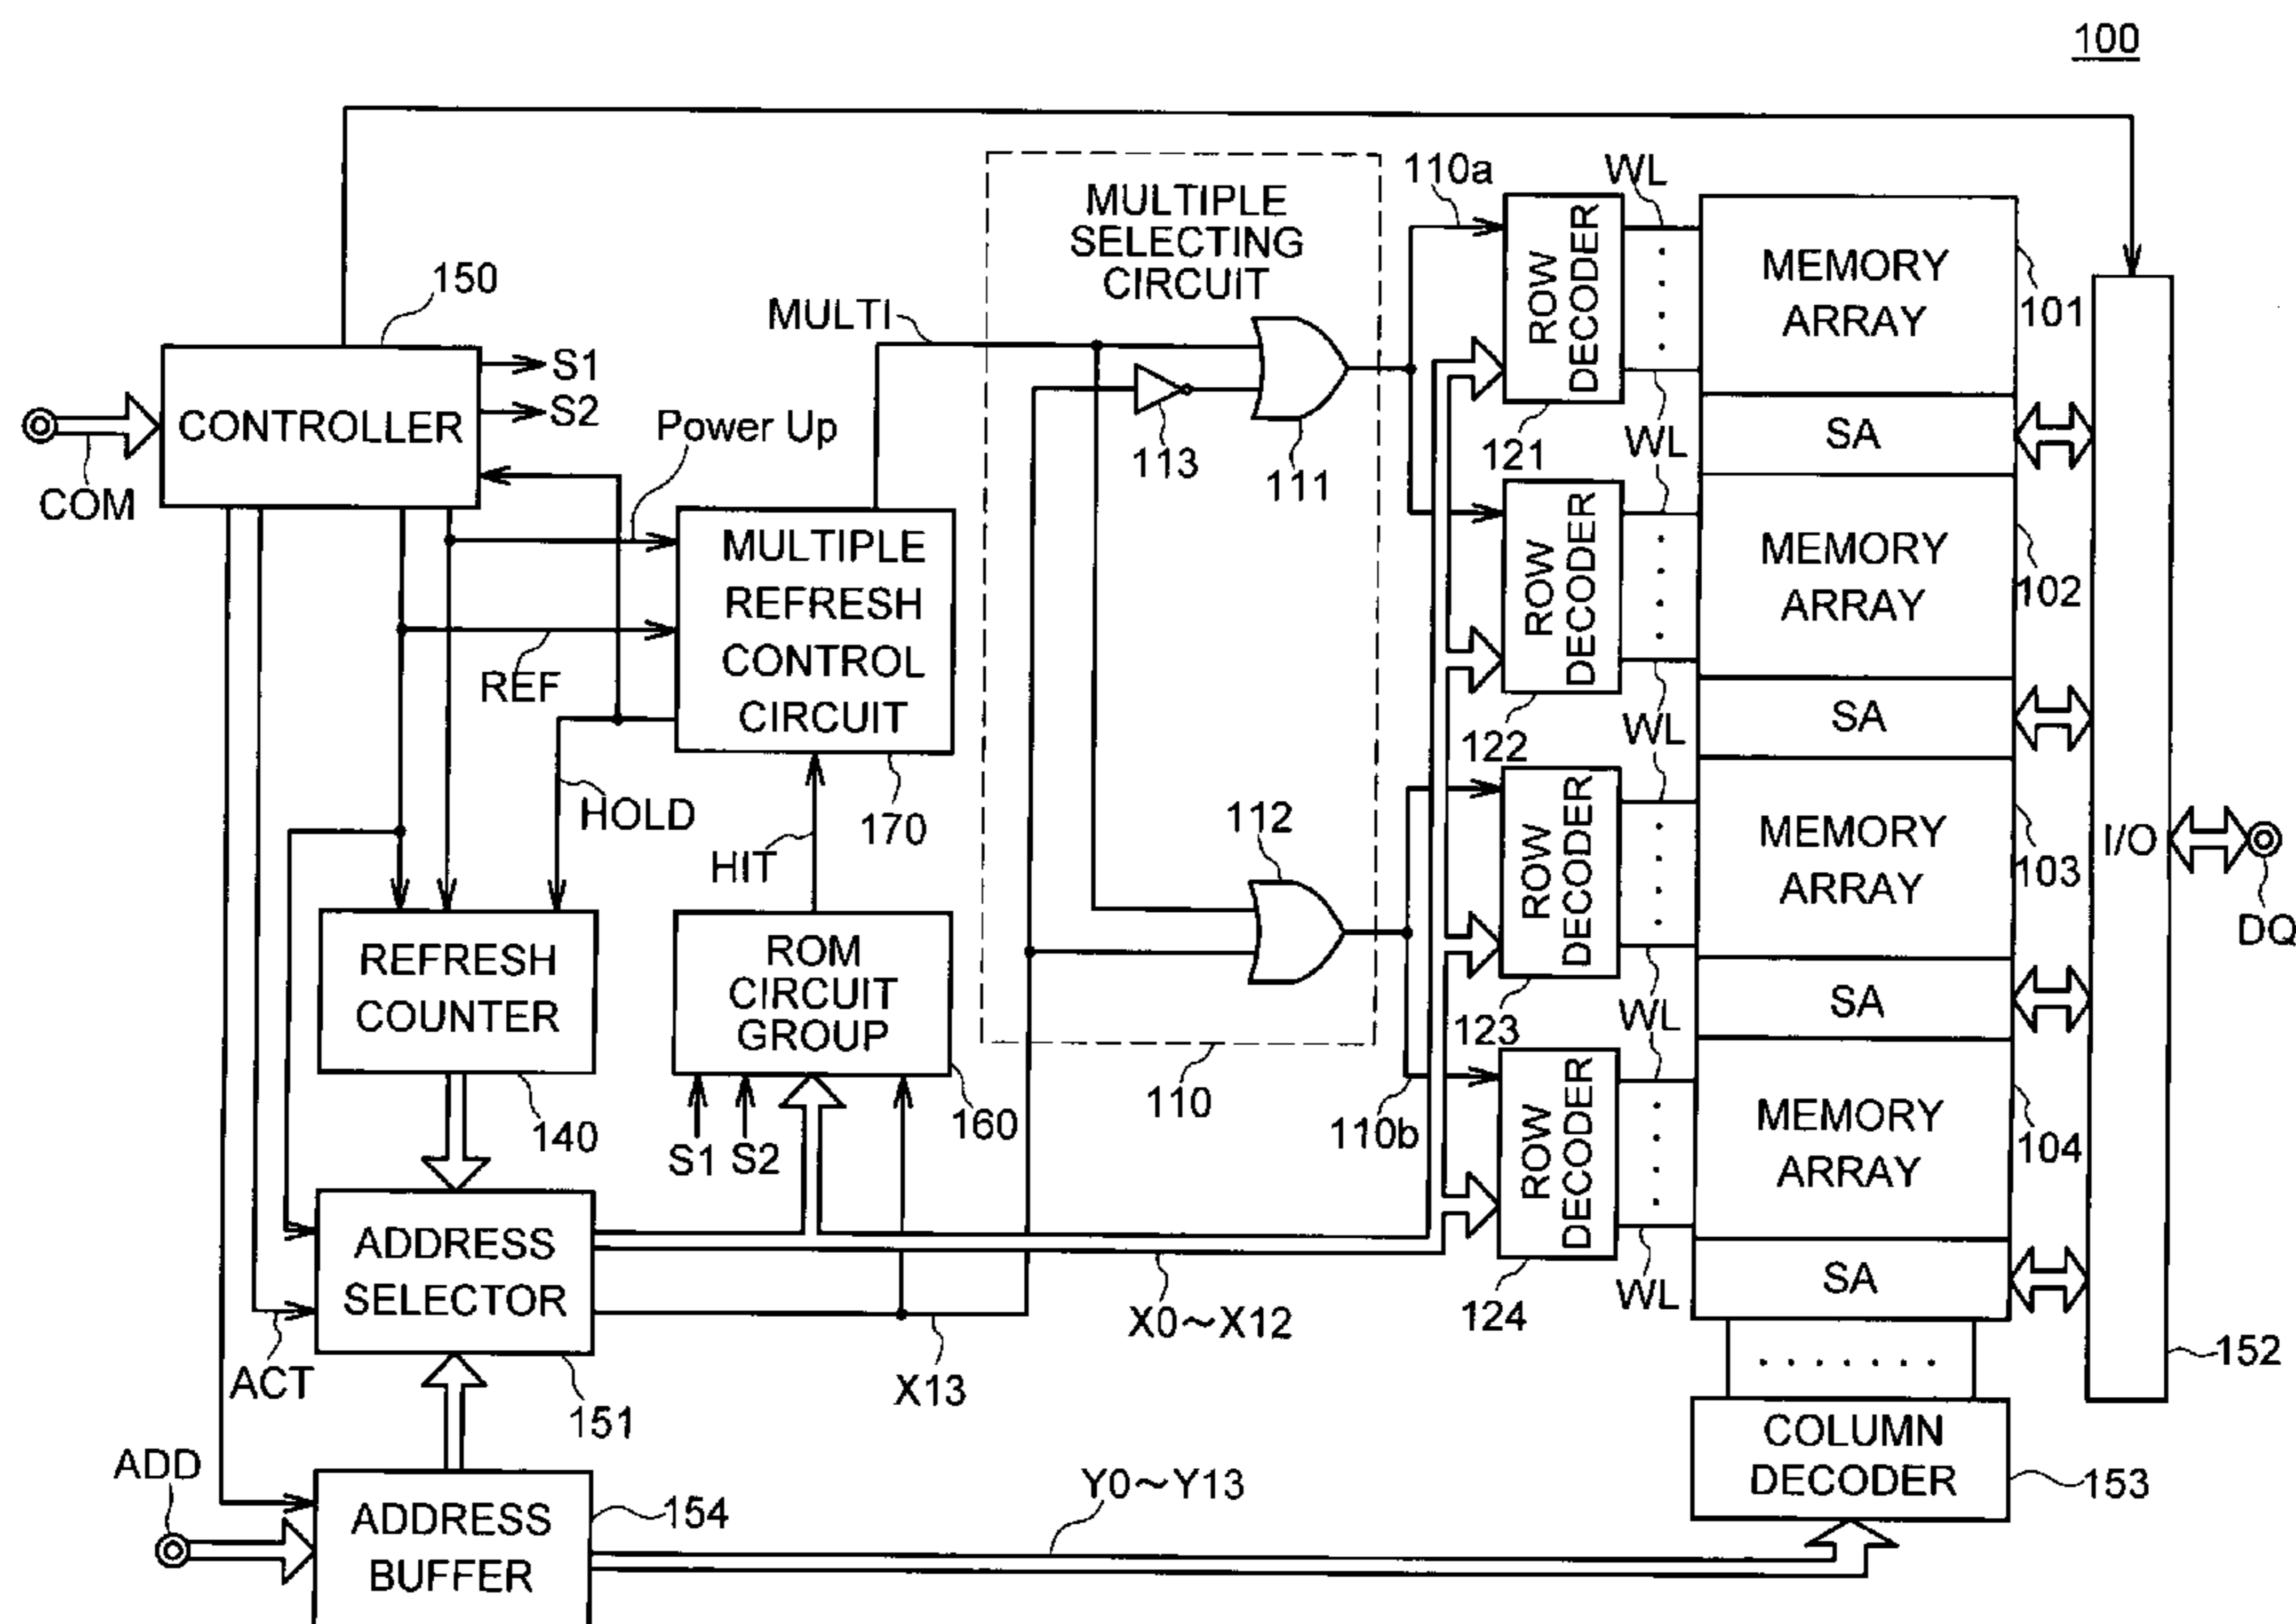 100
MULTIPLE
SELECTING
CIRCUIT
110a
WL
ROW
DECODER
MEMORY
ARRAY
101
150
S1
S2
CONTROLLER
COM
MULTI
Power Up
113
111
121
WL
SA
MULTIPLE
REFRESH
CONTROL
CIRCUIT
REF
ROW
DECODER
MEMORY
ARRAY
102
122
WL
SA
HOLD
HIT
170
112
ROW
DECODER
MEMORY
ARRAY
103
I/O
DQ
REFRESH
COUNTER
ROM
CIRCUIT
GROUP
123
WL
SA
140
S1
S2
160
110
110b
ROW
DECODER
MEMORY
ARRAY
104
ADDRESS
SELECTOR
X0~X12
124
WL
SA
ACT
151
X13
. . . . . . .
152
COLUMN
DECODER
153
ADD
ADDRESS
BUFFER
154
Y0~Y13